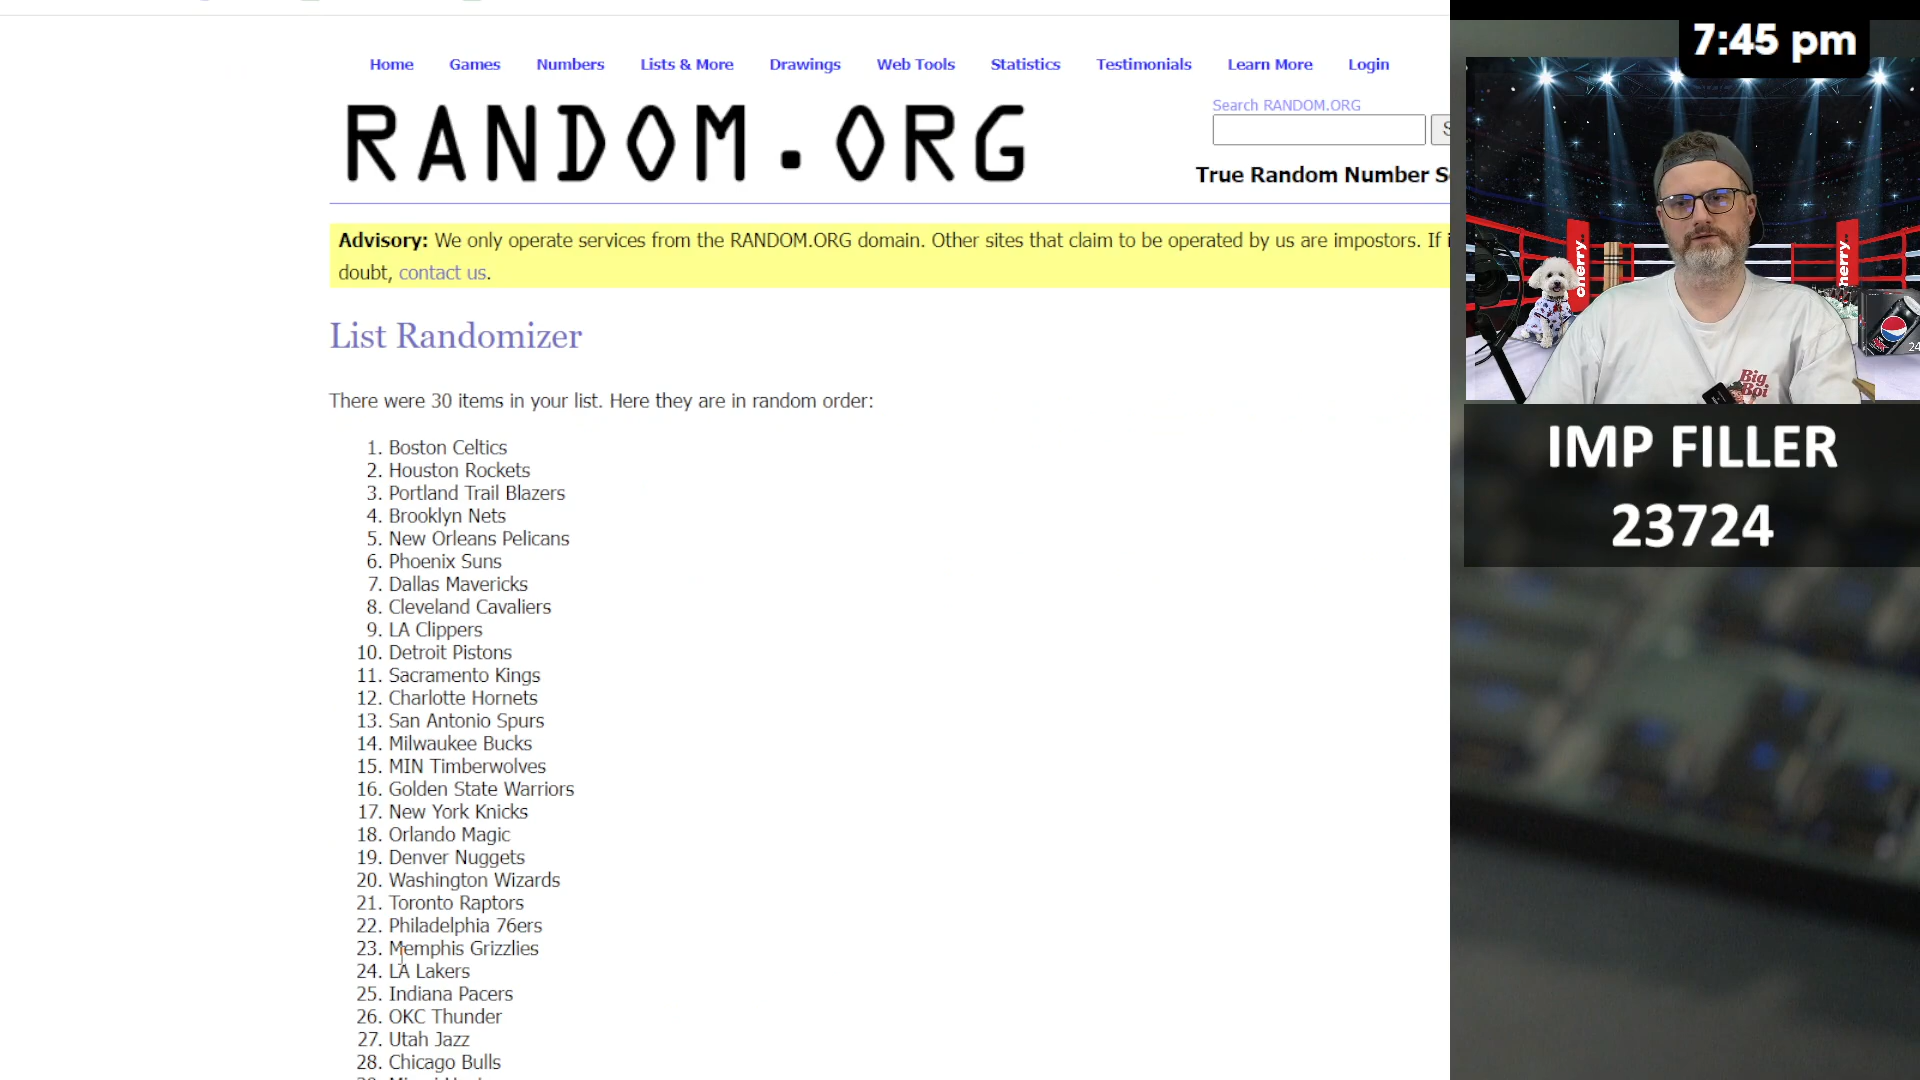 Home Games Numbers Lists & More Drawings Web Tools Statistics Testimonials Learn More Login
RANDOM.ORG
Search RANDOM.ORG
True Random Number
Advisory: We only operate services from the RANDOM.ORG domain. Other sites that claim to be operated by us are impostors. If
doubt, contact us.
List Randomizer
There were 30 items in your list. Here they are in random order:
1. Boston Celtics
2. Houston Rockets
3. Portland Trail Blazers
4. Brooklyn Nets
5. New Orleans Pelicans
6. Phoenix Suns
7. Dallas Mavericks
8. Cleveland Cavaliers
9. LA Clippers
10. Detroit Pistons
11. Sacramento Kings
12. Charlotte Hornets
13. San Antonio Spurs
14. Milwaukee Bucks
15. MIN Timberwolves
16. Golden State Warriors
17. New York Knicks
18. Orlando Magic
19. Denver Nuggets
20. Washington Wizards
21. Toronto Raptors
22. Philadelphia 76ers
23. Memphis Grizzlies
24. LA Lakers
25. Indiana Pacers
26. OKC Thunder
27. Utah Jazz
28. Chicago Bulls
7:45 pm
cherry.
herry.
24
Big
Boi
IMP FILLER
23724